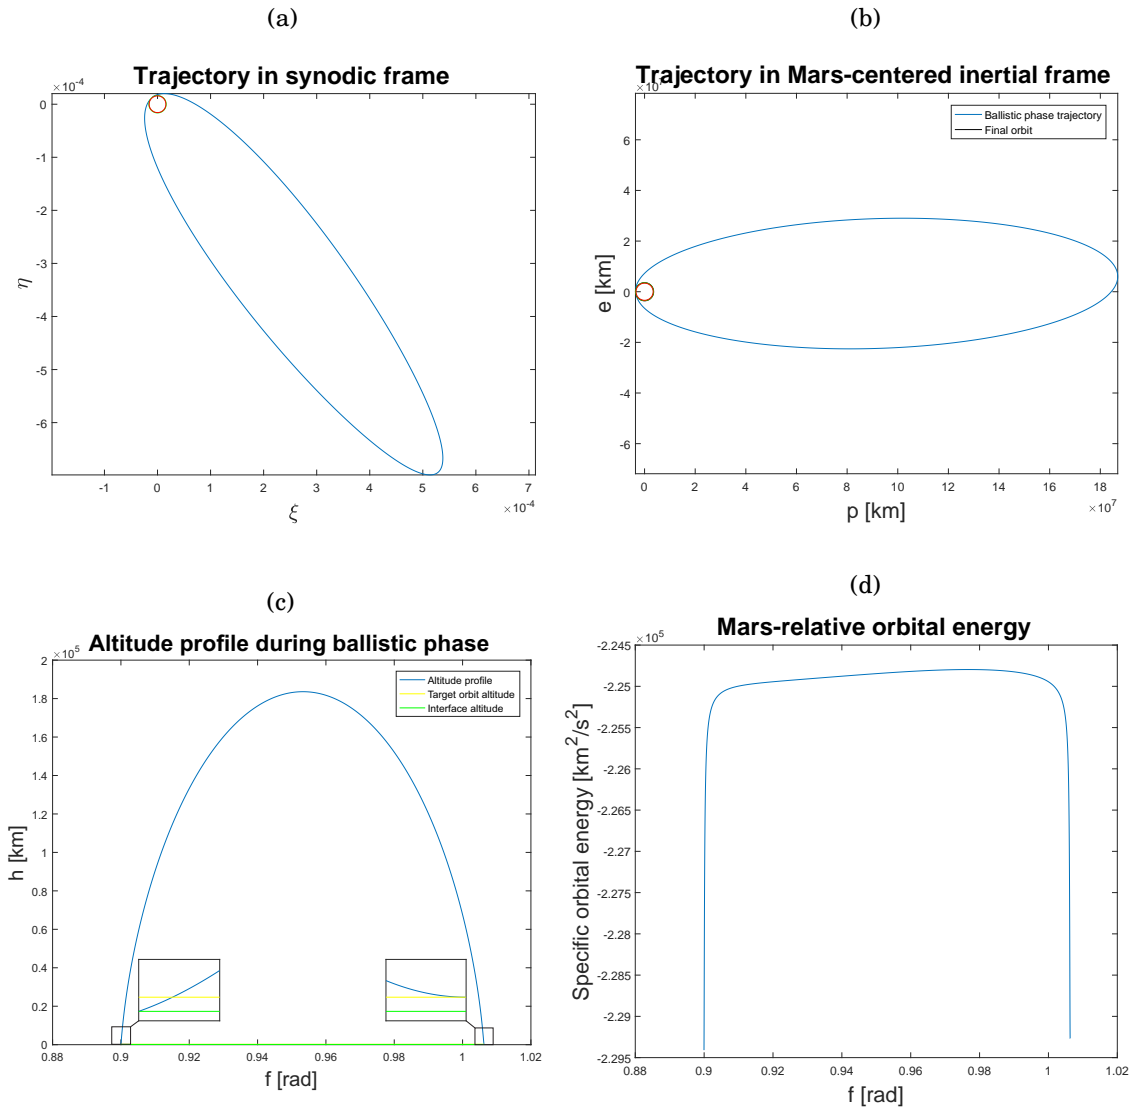 (a)
Trajectory in synodic frame
×10⁻⁴
0
-1
-2
-3
-4
-5
-6
η
-1 0 1 2 3 4 5 6 7
×10⁻⁴
ξ
(b)
Trajectory in Mars-centered inertial frame
6
4
2
0
-2
-4
-6
e [km]
Ballistic phase trajectory
Final orbit
0 2 4 6 8 10 12 14 16 18
×10⁷
p [km]
(c)
Altitude profile during ballistic phase
×10⁵
2
1.8
1.6
1.4
1.2
1
0.8
0.6
0.4
0.2
0
h [km]
Altitude profile
Target orbit altitude
Interface altitude
0.88 0.9 0.92 0.94 0.96 0.98 1 1.02
f [rad]
(d)
Mars-relative orbital energy
×10⁵
-2.245
-2.25
-2.255
-2.26
-2.265
-2.27
-2.275
-2.28
-2.285
-2.29
-2.295
Specific orbital energy [km²/s²]
0.88 0.9 0.92 0.94 0.96 0.98 1 1.02
f [rad]